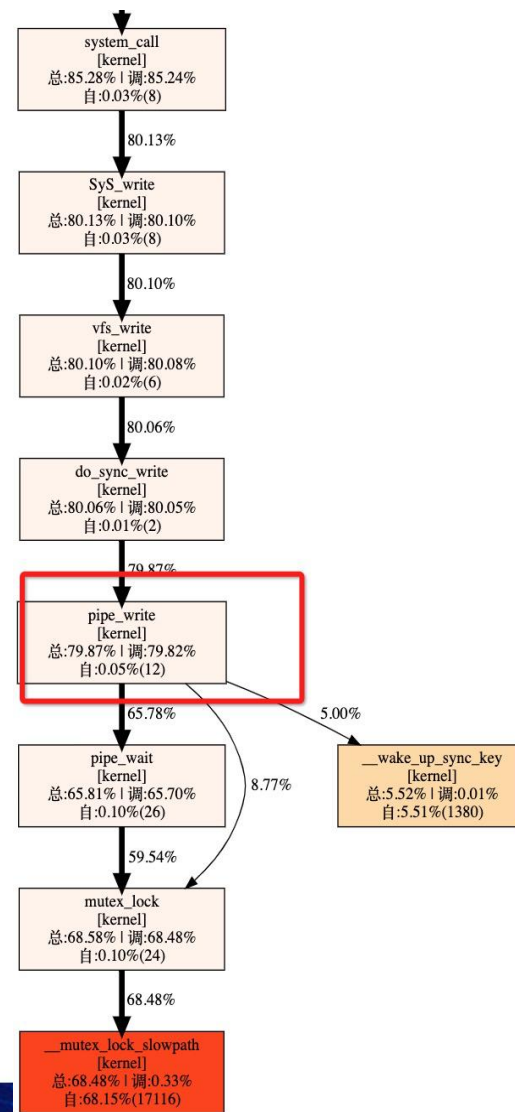 system_call
[kernel]
总:85.28% | 调:85.24%
自:0.03%(8)
80.13%
SyS_write
[kernel]
总:80.13% | 调:80.10%
自:0.03%(8)
80.10%
vfs_write
[kernel]
总:80.10% | 调:80.08%
自:0.02%(6)
80.06%
do_sync_write
[kernel]
总:80.06% | 调:80.05%
自:0.01%(2)
79.87%
pipe_write
[kernel]
总:79.87% | 调:79.82%
自:0.05%(12)
65.78%
8.77%
5.00%
pipe_wait
[kernel]
总:65.81% | 调:65.70%
自:0.10%(26)
__wake_up_sync_key
[kernel]
总:5.52% | 调:0.01%
自:5.51%(1380)
59.54%
mutex_lock
[kernel]
总:68.58% | 调:68.48%
自:0.10%(24)
68.48%
__mutex_lock_slowpath
[kernel]
总:68.48% | 调:0.33%
自:68.15%(17116)